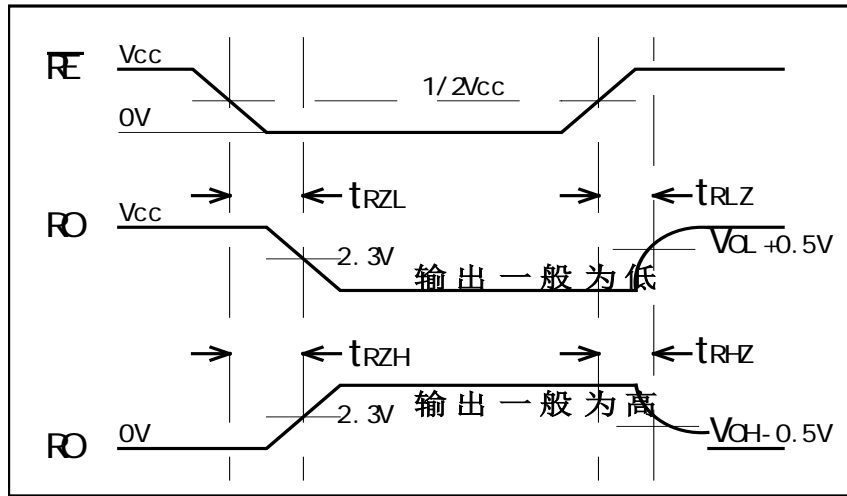 R̅E̅ Vcc
1/2Vcc
0V
tRZL tRLZ
RO Vcc
2.3V VOL+0.5V
输出一般为低
tRZH tRHZ
2.3V 输出一般为高
RO 0V VOH-0.5V